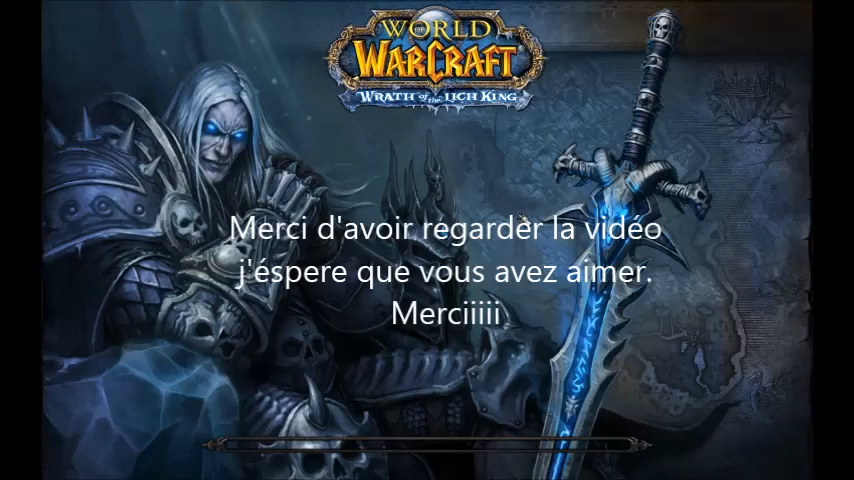 WORLD
WARCRAFT
WRATH of the LICH KING
Merci d'avoir regarder la vidéo
j'éspere que vous avez aimer.
Merciiiii